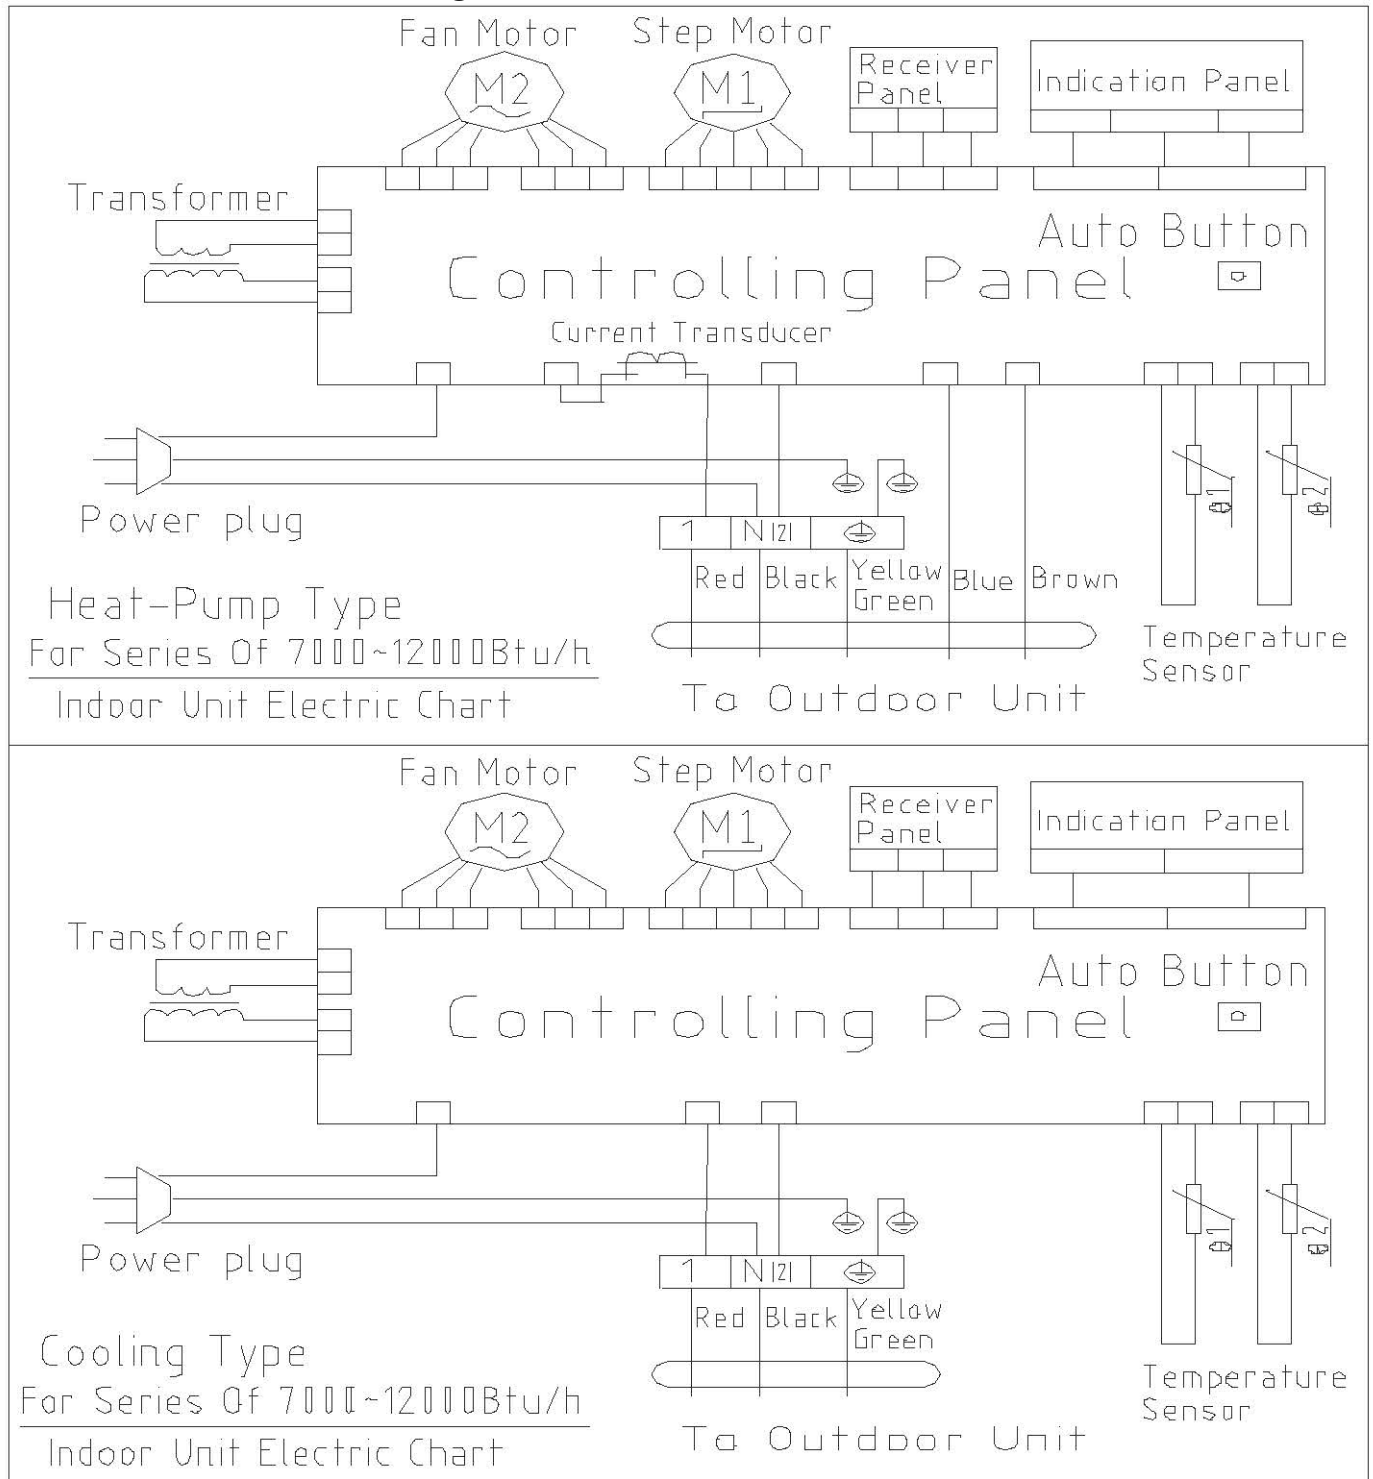 Fan Motor Step Motor
M2 M1 Receiver Panel Indication Panel
Transformer
Auto Button
Controlling Panel
Current Transducer
Power plug
1 N(2)
Red Black Yellow Green Blue Brown
θ1 θ2
Heat-Pump Type
For Series Of 7000~12000Btu/h
Indoor Unit Electric Chart
To Outdoor Unit
Temperature
Sensor
Fan Motor Step Motor
M2 M1 Receiver Panel Indication Panel
Transformer
Auto Button
Controlling Panel
Power plug
1 N(2)
Red Black Yellow Green
θ1 θ2
Cooling Type
For Series Of 7000~12000Btu/h
Indoor Unit Electric Chart
To Outdoor Unit
Temperature
Sensor